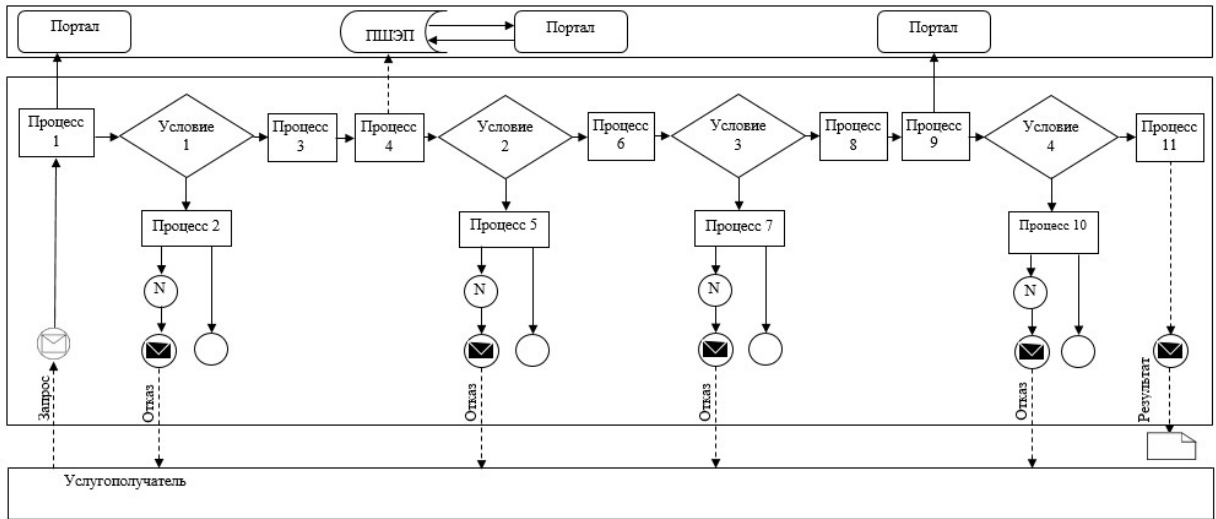 Портал
ПШЭП
Портал
Портал
Процесс
1
Условие
1
Процесс
3
Процесс
4
Условие
2
Процесс
6
Условие
3
Процесс
8
Процесс
9
Условие
4
Процесс
11
Процесс 2
Процесс 5
Процесс 7
Процесс 10
N
N
N
N
Запрос
Отказ
Отказ
Отказ
Отказ
Результат
Услугополучатель